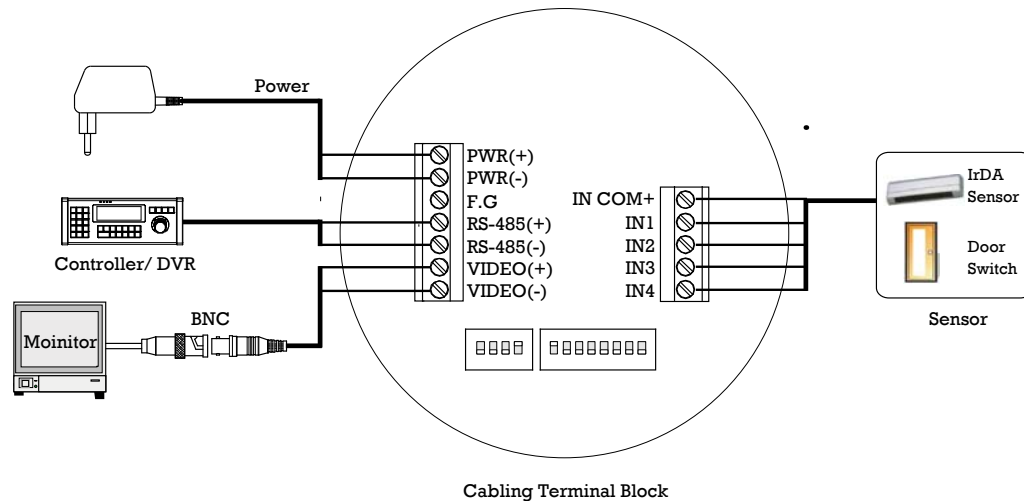 Power
PWR(+)
PWR(-)
F.G
RS-485(+)
RS-485(-)
VIDEO(+)
VIDEO(-)
Controller/ DVR
BNC
Moinitor
IN COM+
IN1
IN2
IN3
IN4
IrDA
Sensor
Door
Switch
Sensor
Cabling Terminal Block